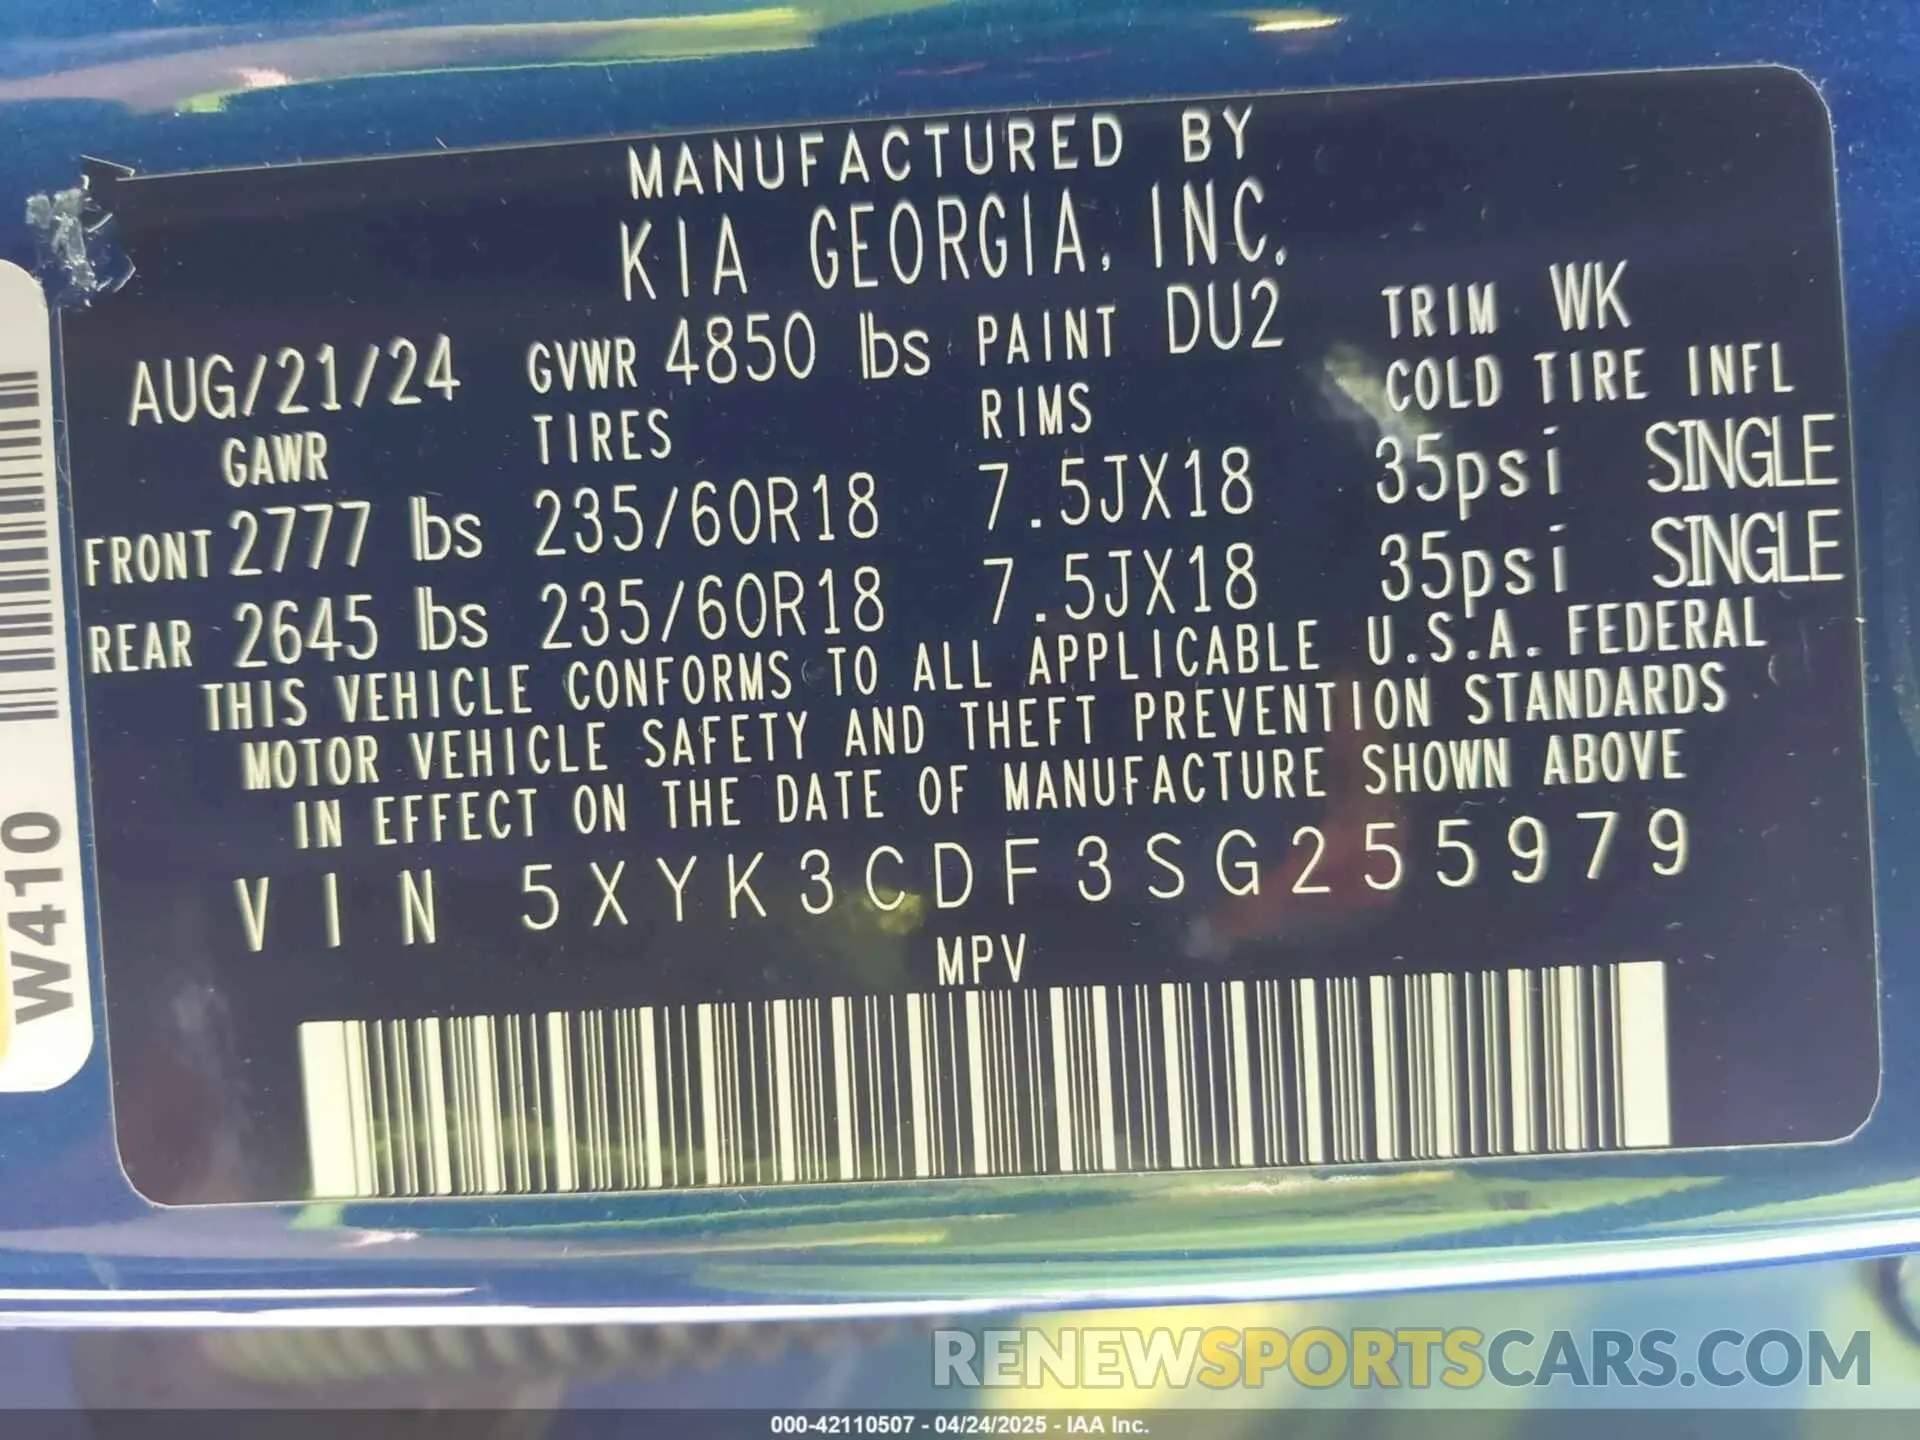 MANUFACTURED BY
KIA GEORGIA, INC.
AUG/21/24 GVWR 4850 lbs PAINT DU2 TRIM WK
GAWR TIRES RIMS COLD TIRE INFL
FRONT 2777 lbs 235/60R18 7.5JX18 35psi SINGLE
REAR 2645 lbs 235/60R18 7.5JX18 35psi SINGLE
THIS VEHICLE CONFORMS TO ALL APPLICABLE U.S.A. FEDERAL
MOTOR VEHICLE SAFETY AND THEFT PREVENTION STANDARDS
IN EFFECT ON THE DATE OF MANUFACTURE SHOWN ABOVE
VIN 5XYK3CDF3SG255979
MPV
W410
RENEWSPORTSCARS.COM
000-42110507 - 04/24/2025 - IAA Inc.